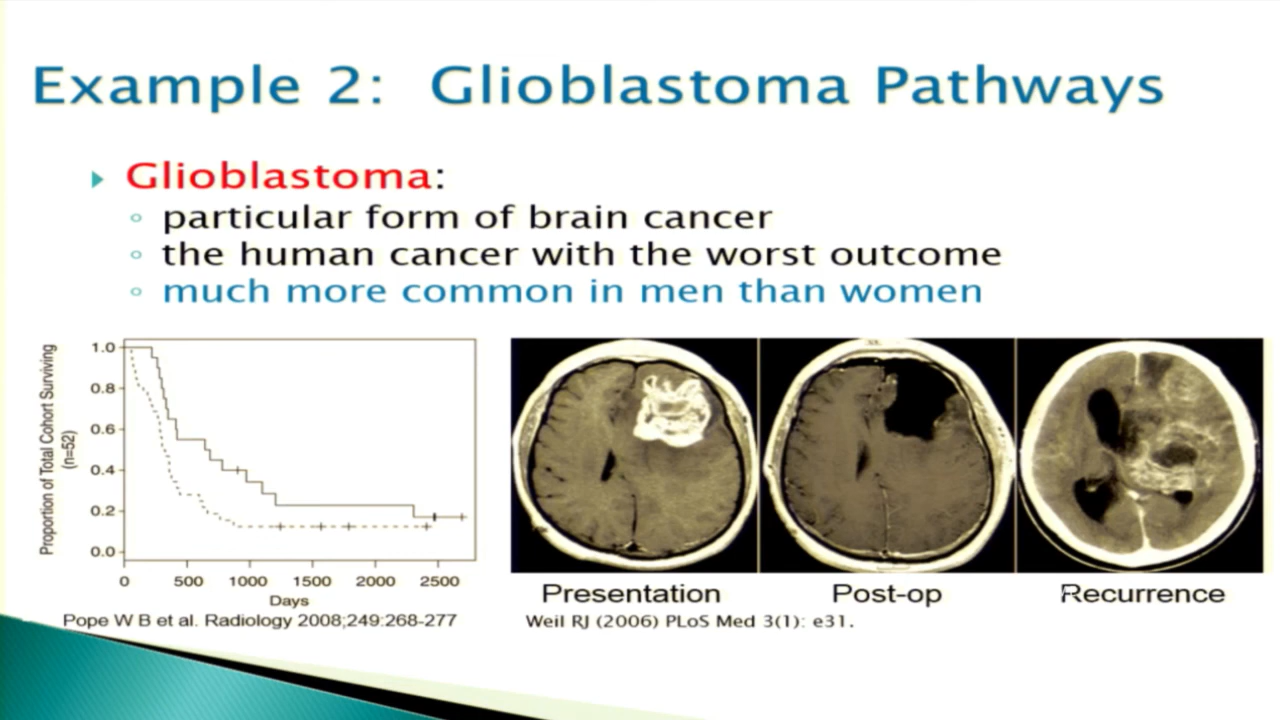 Example 2: Glioblastoma Pathways
Glioblastoma:
particular form of brain cancer
the human cancer with the worst outcome
much more common in men than women
Proportion of Total Cohort Surviving
(n=52)
1.0
0.8
0.6
0.4
0.2
0.0
0 500 1000 1500 2000 2500
Days
Pope W B et al. Radiology 2008;249:268-277
Presentation Post-op Recurrence
Weil RJ (2006) PLoS Med 3(1): e31.